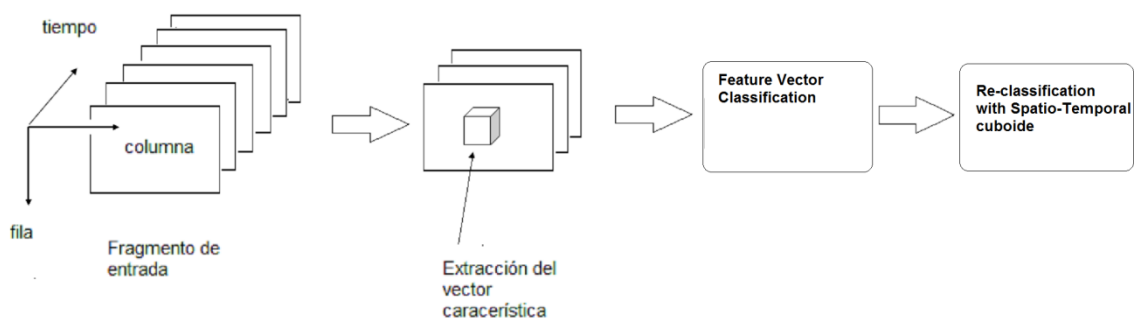 tiempo
columna
fila
Fragmento de
entrada
Extracción del
vector
caracerística
Feature Vector
Classification
Re-classification
with Spatio-Temporal
cuboide